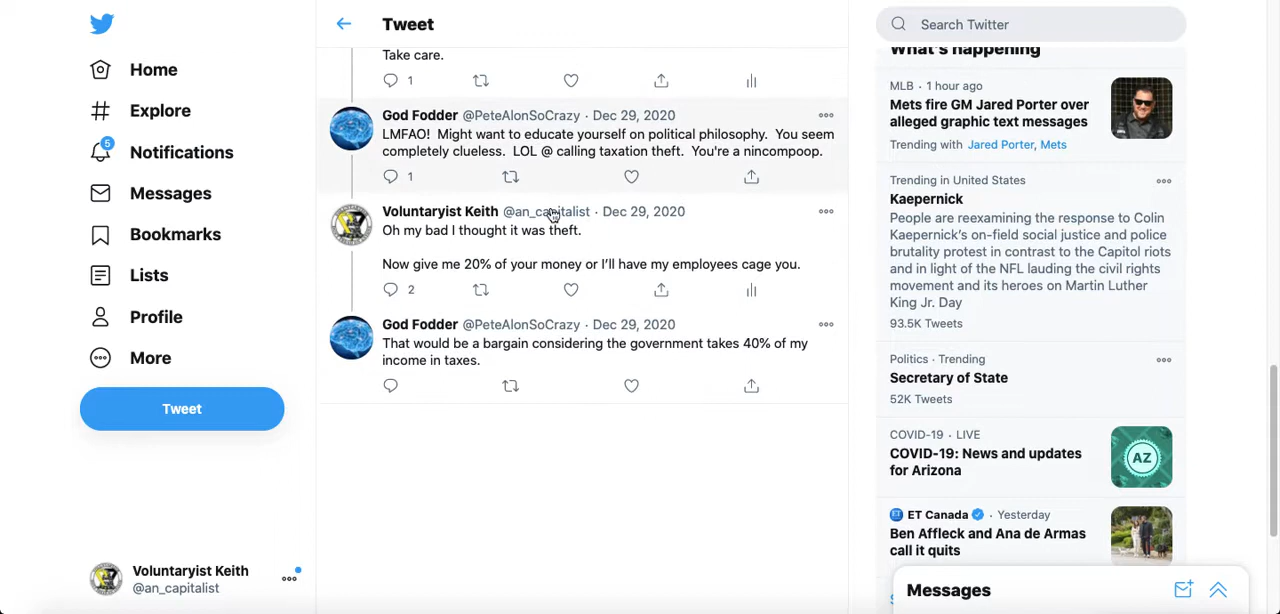 Home
Explore
5
Notifications
Messages
Bookmarks
Lists
Profile
More
Tweet
Voluntaryist Keith
@an_capitalist
Tweet
Take care.
1
God Fodder @PeteAlonSoCrazy · Dec 29, 2020
LMFAO! Might want to educate yourself on political philosophy. You seem
completely clueless. LOL @ calling taxation theft. You're a nincompoop.
1
Voluntaryist Keith @an_capitalist · Dec 29, 2020
Oh my bad I thought it was theft.
Now give me 20% of your money or I'll have my employees cage you.
2
God Fodder @PeteAlonSoCrazy · Dec 29, 2020
That would be a bargain considering the government takes 40% of my
income in taxes.
Search Twitter
What's happening
MLB · 1 hour ago
Mets fire GM Jared Porter over
alleged graphic text messages
Trending with Jared Porter, Mets
Trending in United States
Kaepernick
People are reexamining the response to Colin
Kaepernick's on-field social justice and police
brutality protest in contrast to the Capitol riots
and in light of the NFL lauding the civil rights
movement and its heroes on Martin Luther
King Jr. Day
93.5K Tweets
Politics · Trending
Secretary of State
52K Tweets
COVID-19 · LIVE
COVID-19: News and updates
for Arizona
AZ
ET Canada · Yesterday
Ben Affleck and Ana de Armas
call it quits
Messages